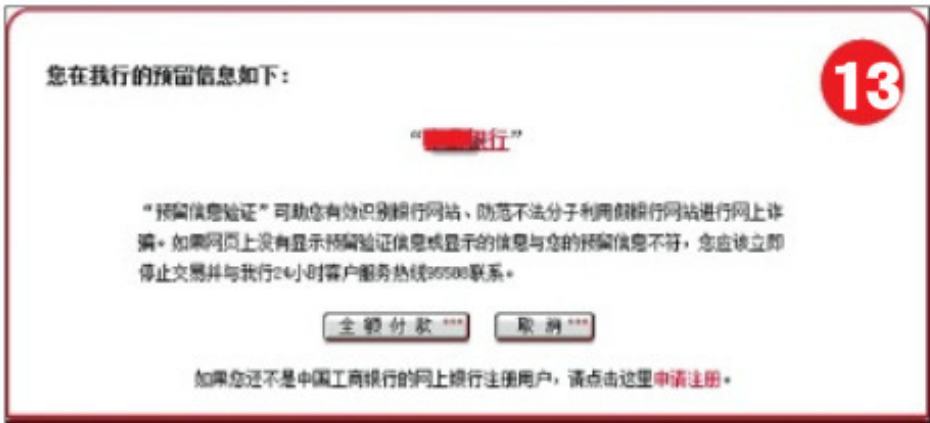 您在我行的预留信息如下：
13
“银行”
“预留信息验证”可助您有效识别银行网站、防范不法分子利用假银行网站进行网上诈
骗。如果网页上没有显示预留验证信息或显示的信息与您的预留信息不符，您应该立即
停止交易并与我行24小时客户服务热线95588联系。
全额付款 取消
如果您还不是中国工商银行的网上银行注册用户，请点击这里申请注册。